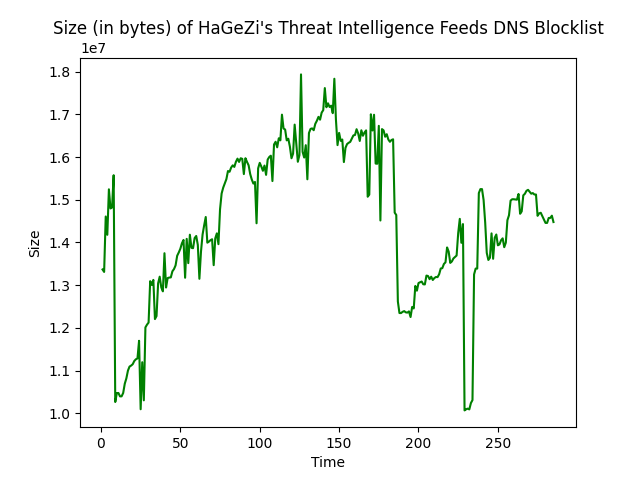 Size (in bytes) of HaGeZi's Threat Intelligence Feeds DNS Blocklist
1e7
1.8
1.7
1.6
1.5
1.4
1.3
1.2
1.1
1.0
Size
0 50 100 150 200 250
Time